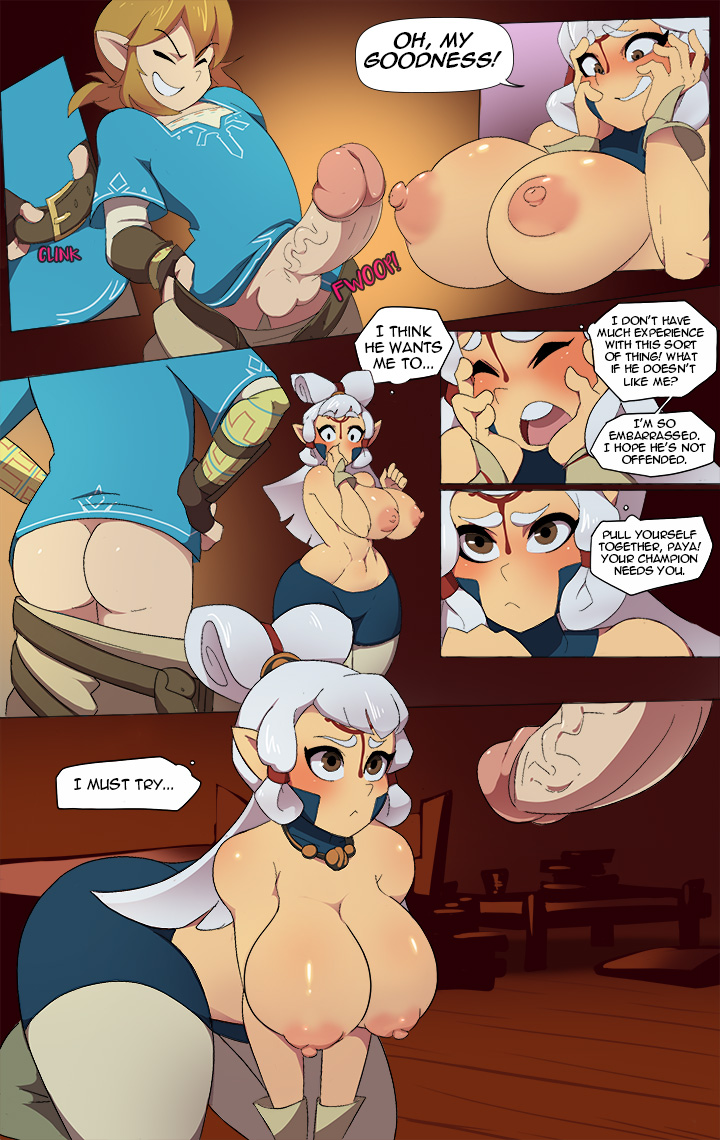 OH, MY
GOODNESS!
CLINK
FWOOP!
I THINK
HE WANTS
ME TO...
I DON'T HAVE
MUCH EXPERIENCE
WITH THIS SORT
OF THING! WHAT
IF HE DOESN'T
LIKE ME?
I'M SO
EMBARRASSED.
I HOPE HE'S NOT
OFFENDED.
PULL YOURSELF
TOGETHER, PAYA!
YOUR CHAMPION
NEEDS YOU.
I MUST TRY...